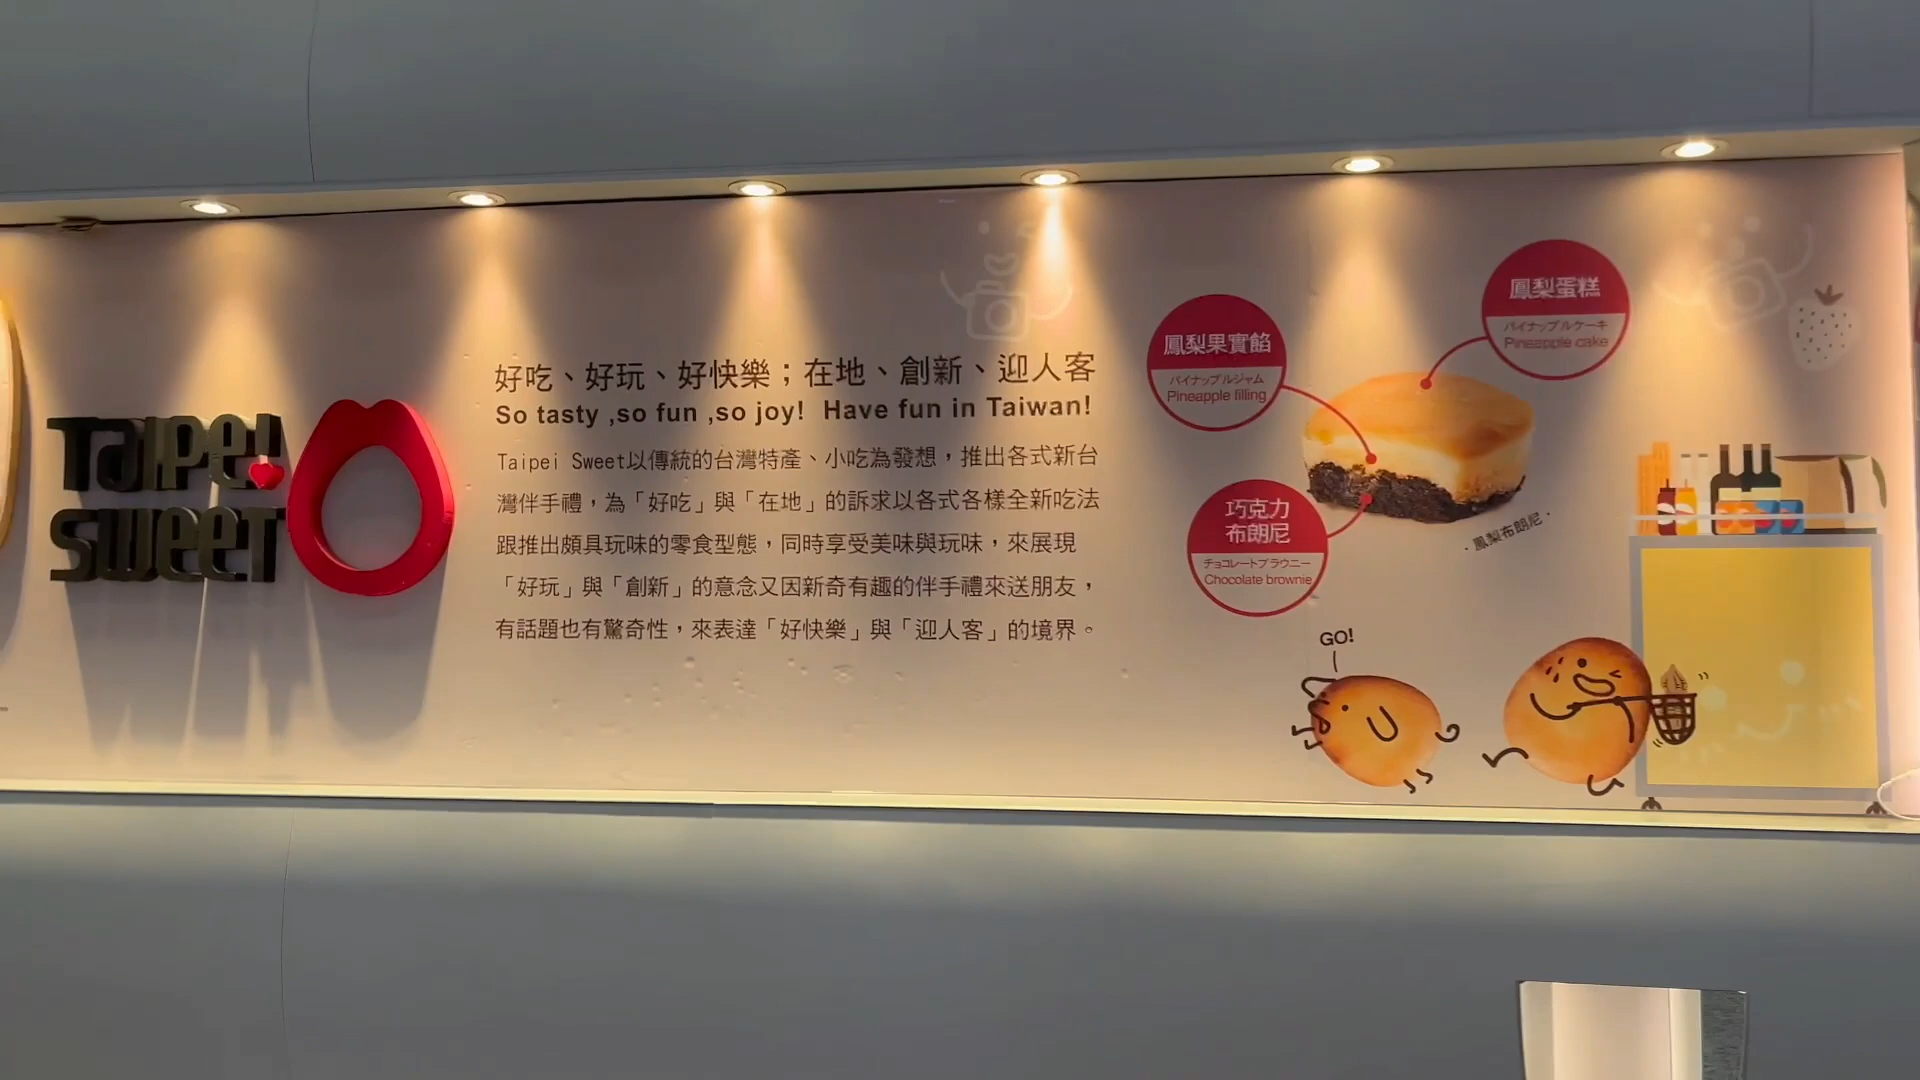 Taipei
sweet
好吃、好玩、好快樂；在地、創新、迎人客
So tasty ,so fun ,so joy! Have fun in Taiwan!
Taipei Sweet以傳統的台灣特產、小吃為發想，推出各式新台
灣伴手禮，為「好吃」與「在地」的訴求以各式各樣全新吃法
跟推出頗具玩味的零食型態，同時享受美味與玩味，來展現
「好玩」與「創新」的意念又因新奇有趣的伴手禮來送朋友，
有話題也有驚奇性，來表達「好快樂」與「迎人客」的境界。
鳳梨果實餡
パイナップルジャム
Pineapple filling
鳳梨蛋糕
パイナップルケーキ
Pineapple cake
巧克力
布朗尼
チョコレートブラウニー
Chocolate brownie
·鳳梨布朗尼·
GO!